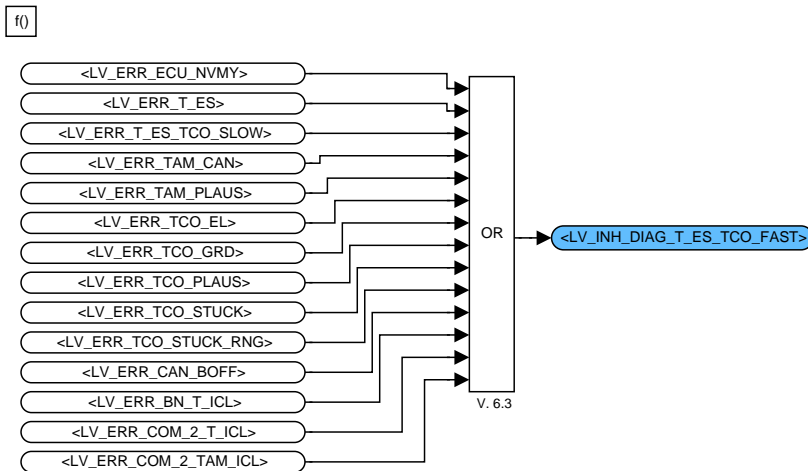 f()
<LV_ERR_ECU_NVMY>
<LV_ERR_T_ES>
<LV_ERR_T_ES_TCO_SLOW>
<LV_ERR_TAM_CAN>
<LV_ERR_TAM_PLAUS>
<LV_ERR_TCO_EL>
<LV_ERR_TCO_GRD>
<LV_ERR_TCO_PLAUS>
<LV_ERR_TCO_STUCK>
<LV_ERR_TCO_STUCK_RNG>
<LV_ERR_CAN_BOFF>
<LV_ERR_BN_T_ICL>
<LV_ERR_COM_2_T_ICL>
<LV_ERR_COM_2_TAM_ICL>
OR
V. 6.3
<LV_INH_DIAG_T_ES_TCO_FAST>